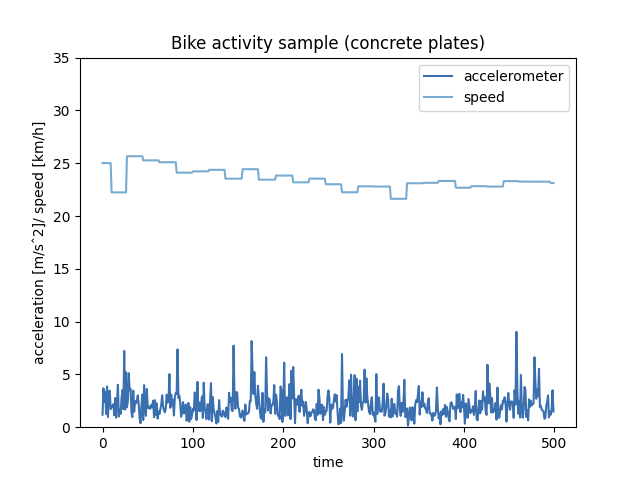 Bike activity sample (concrete plates)
accelerometer
speed
35
30
25
20
15
10
5
0
acceleration [m/sˆ2]/ speed [km/h]
0 100 200 300 400 500
time